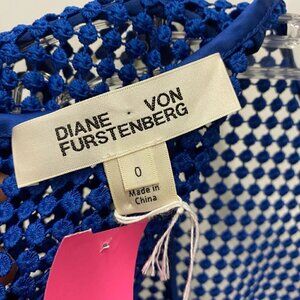 DIANE VON
FURSTENBERG
0
Made in
China